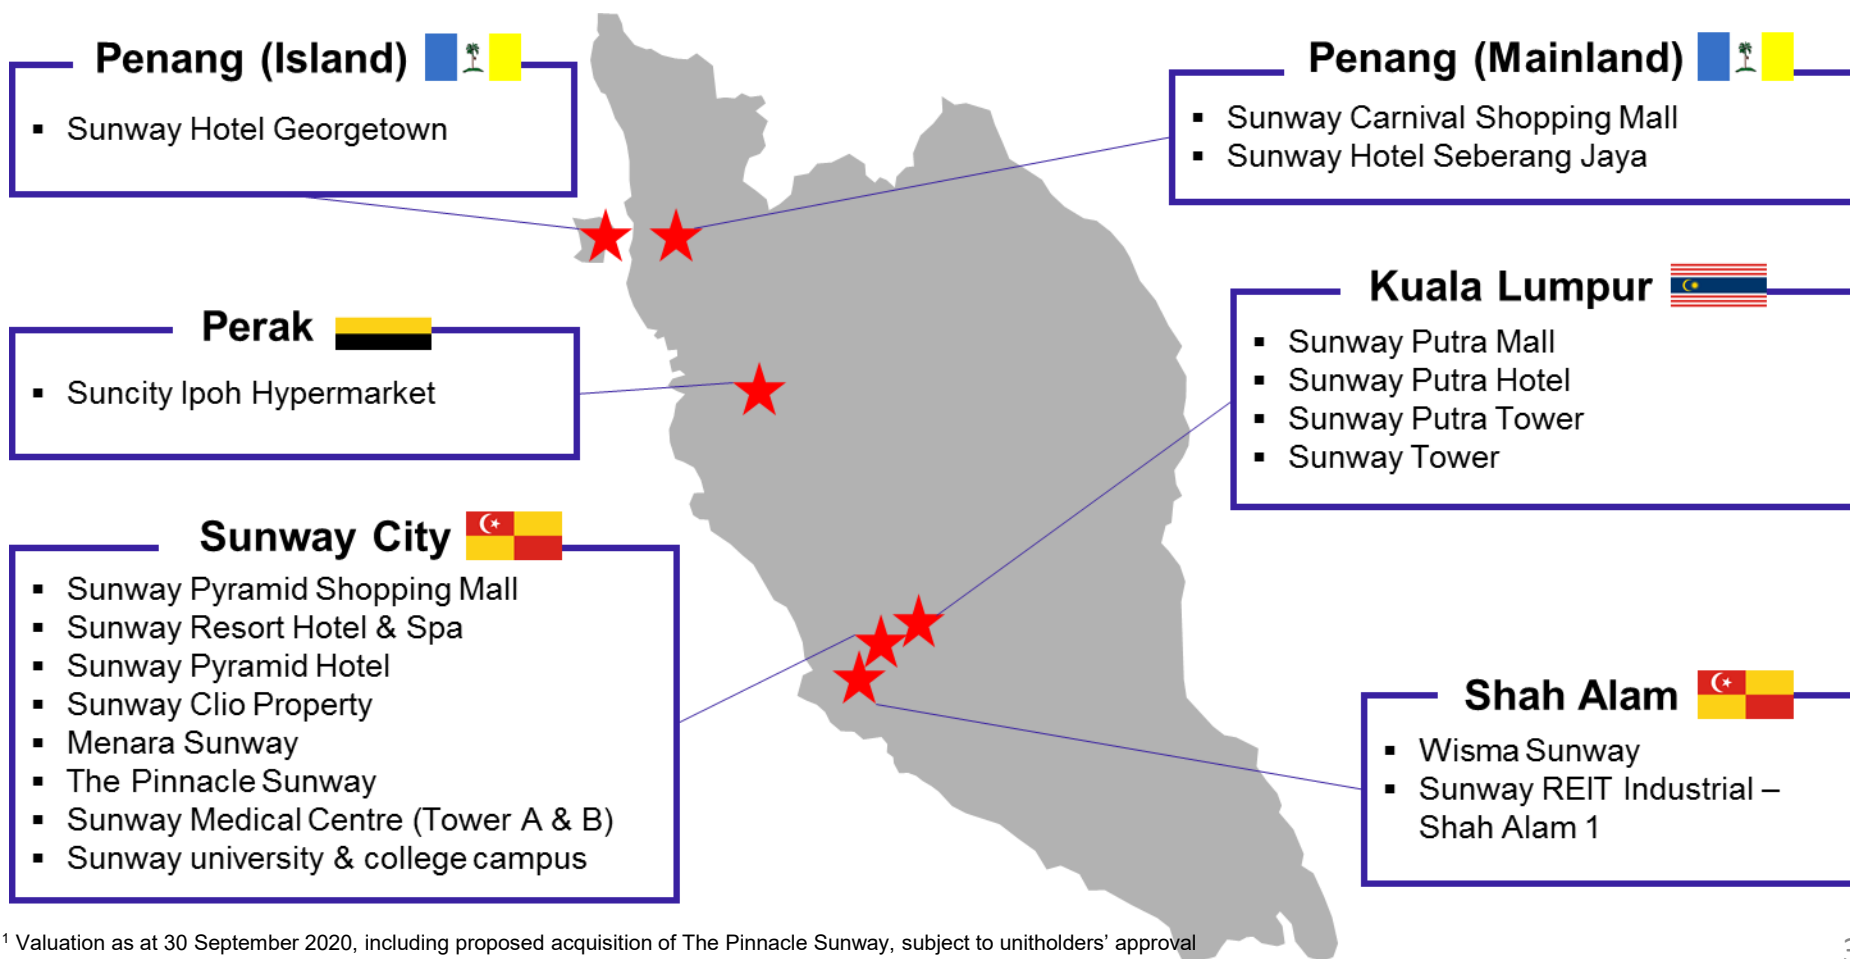 Penang (Island)
▪ Sunway Hotel Georgetown
Penang (Mainland)
▪ Sunway Carnival Shopping Mall
▪ Sunway Hotel Seberang Jaya
Perak
▪ Suncity Ipoh Hypermarket
Kuala Lumpur
▪ Sunway Putra Mall
▪ Sunway Putra Hotel
▪ Sunway Putra Tower
▪ Sunway Tower
Sunway City
▪ Sunway Pyramid Shopping Mall
▪ Sunway Resort Hotel & Spa
▪ Sunway Pyramid Hotel
▪ Sunway Clio Property
▪ Menara Sunway
▪ The Pinnacle Sunway
▪ Sunway Medical Centre (Tower A & B)
▪ Sunway university & college campus
Shah Alam
▪ Wisma Sunway
▪ Sunway REIT Industrial –
Shah Alam 1
¹ Valuation as at 30 September 2020, including proposed acquisition of The Pinnacle Sunway, subject to unitholders’ approval